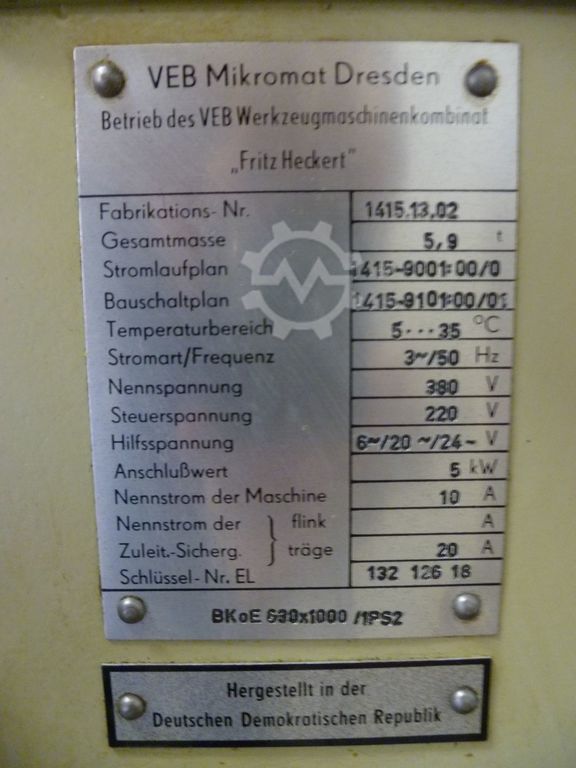 VEB Mikromat Dresden
Betrieb des VEB Werkzeugmaschinenkombinat
„Fritz Heckert"
Fabrikations-Nr. 1415.13.02
Gesamtmasse 5,9 t
Stromlaufplan 1415-9001:00/0
Bauschaltplan 1415-9101:00/01
Temperaturbereich 5···35 °C
Stromart/Frequenz 3~/50 Hz
Nennspannung 380 V
Steuerspannung 220 V
Hilfsspannung 6~/20 ~/24~ V
Anschlußwert 5 kW
Nennstrom der Maschine 10 A
Nennstrom der } flink A
Zuleit.-Sicherg. } träge 20 A
Schlüssel-Nr. EL 132 126 18
BKoE 630x1000 /1PS2
Hergestellt in der
Deutschen Demokratischen Republik